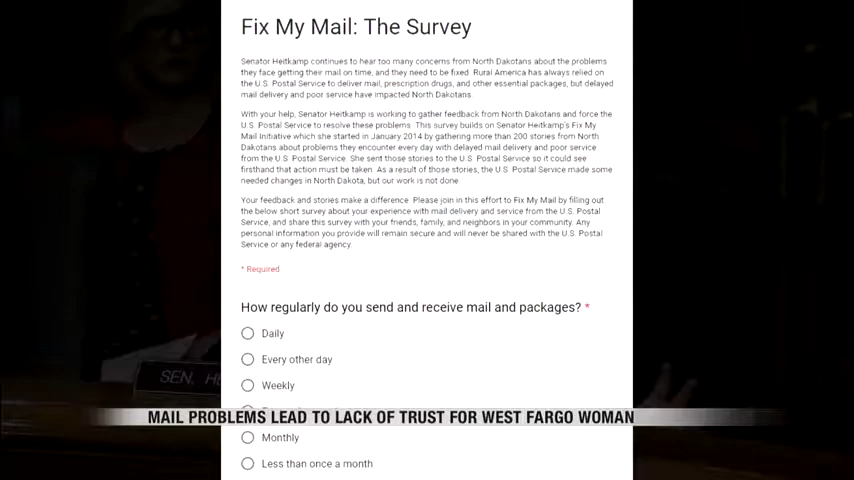 Fix My Mail: The Survey
Senator Heitkamp continues to hear too many concerns from North Dakotans about the problems
they face getting their mail on time, and they need to be fixed. Rural America has always relied on
the U.S. Postal Service to deliver mail, prescription drugs, and other essential packages, but delayed
mail delivery and poor service have impacted North Dakotans.
With your help, Senator Heitkamp is working to gather feedback from North Dakotans and force the
U.S. Postal Service to resolve these problems. This survey builds on Senator Heitkamp's Fix My
Mail Initiative which she started in January 2014 by gathering more than 200 stories from North
Dakotans about problems they encounter every day with delayed mail delivery and poor service
from the U.S. Postal Service. She sent those stories to the U.S. Postal Service so it could see
firsthand that action must be taken. As a result of those stories, the U.S. Postal Service made some
needed changes in North Dakota, but our work is not done.
Your feedback and stories make a difference. Please join in this effort to Fix My Mail by filling out
the below short survey about your experience with mail delivery and service from the U.S. Postal
Service, and share this survey with your friends, family, and neighbors in your community. Any
personal information you provide will remain secure and will never be shared with the U.S. Postal
Service or any federal agency.
* Required
How regularly do you send and receive mail and packages? *
Daily
Every other day
Weekly
SEN. HE
MAIL PROBLEMS LEAD TO LACK OF TRUST FOR WEST FARGO WOMAN
Monthly
Less than once a month